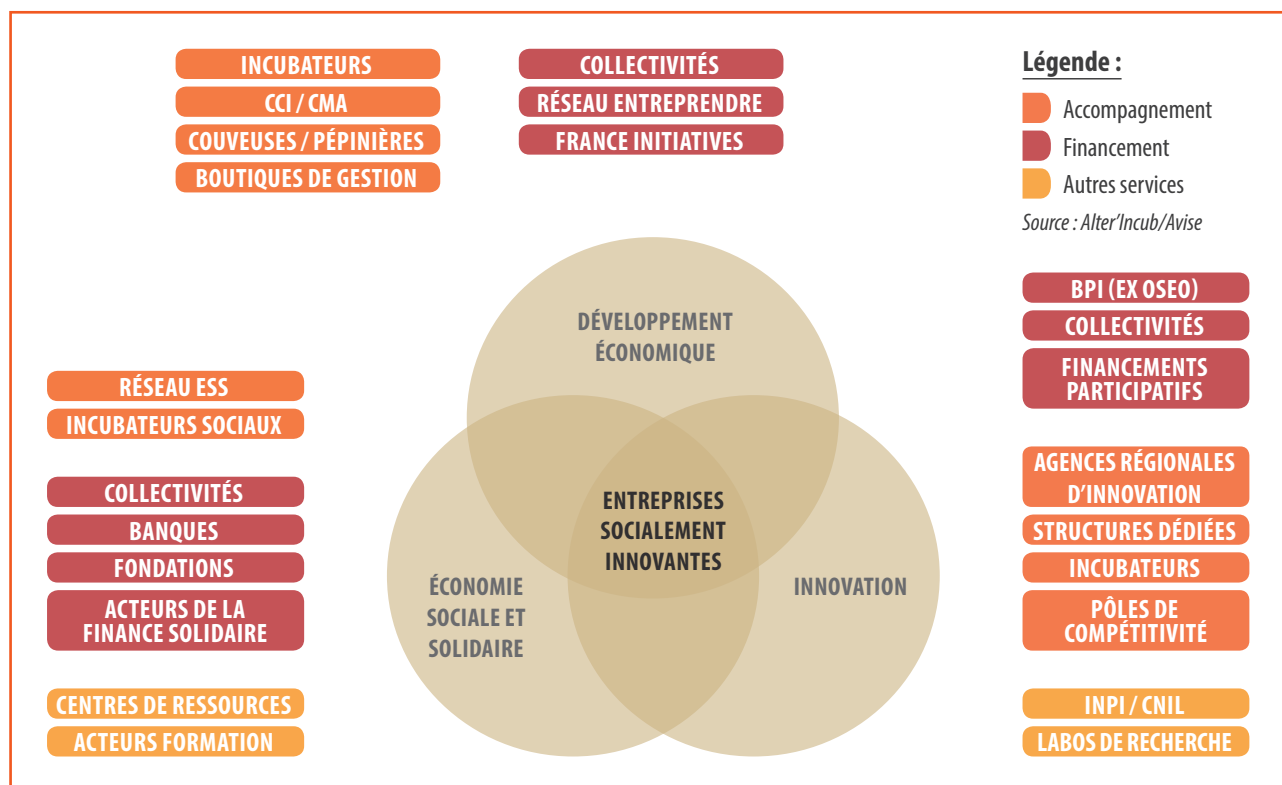 INCUBATEURS
CCI / CMA
COUVEUSES / PÉPINIÈRES
BOUTIQUES DE GESTION
COLLECTIVITÉS
RÉSEAU ENTREPRENDRE
FRANCE INITIATIVES
Légende :
Accompagnement
Financement
Autres services
Source : Alter'Incub/Avise
DÉVELOPPEMENT
ÉCONOMIQUE
ENTREPRISES
SOCIALEMENT
INNOVANTES
ÉCONOMIE
SOCIALE ET
SOLIDAIRE
INNOVATION
RÉSEAU ESS
INCUBATEURS SOCIAUX
COLLECTIVITÉS
BANQUES
FONDATIONS
ACTEURS DE LA
FINANCE SOLIDAIRE
CENTRES DE RESSOURCES
ACTEURS FORMATION
BPI (EX OSEO)
COLLECTIVITÉS
FINANCEMENTS
PARTICIPATIFS
AGENCES RÉGIONALES
D'INNOVATION
STRUCTURES DÉDIÉES
INCUBATEURS
PÔLES DE
COMPÉTITIVITÉ
INPI / CNIL
LABOS DE RECHERCHE